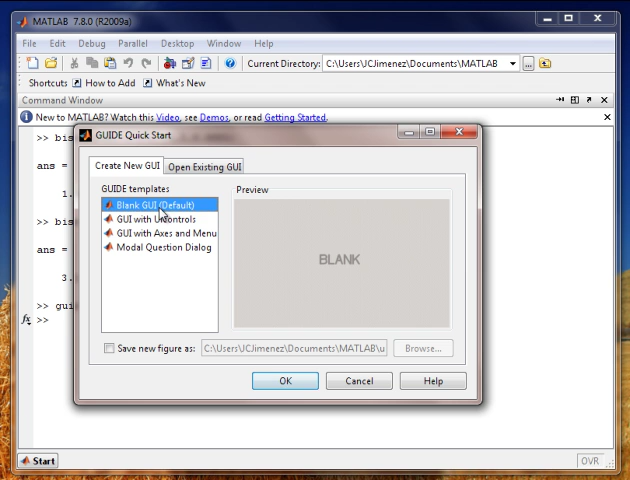 MATLAB 7.8.0 (R2009a)
File Edit Debug Parallel Desktop Window Help
Current Directory: C:\Users\JCJimenez\Documents\MATLAB
Shortcuts How to Add What's New
Command Window
New to MATLAB? Watch this Video, see Demos, or read Getting Started.
>> bis
ans =
1.
>> bis
ans =
3.
>> gui
fx >>
GUIDE Quick Start
Create New GUI Open Existing GUI
GUIDE templates
Blank GUI (Default)
GUI with Uicontrols
GUI with Axes and Menu
Modal Question Dialog
Preview
BLANK
Save new figure as: C:\Users\JCJimenez\Documents\MATLAB\u Browse...
OK Cancel Help
Start OVR